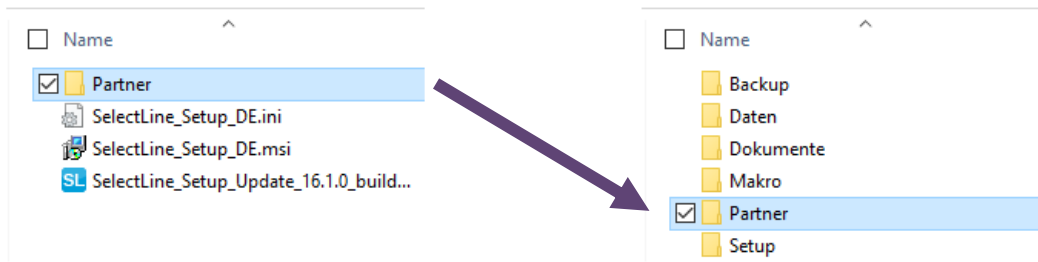 Name
Partner
SelectLine_Setup_DE.ini
SelectLine_Setup_DE.msi
SL SelectLine_Setup_Update_16.1.0_build...
Name
Backup
Daten
Dokumente
Makro
Partner
Setup